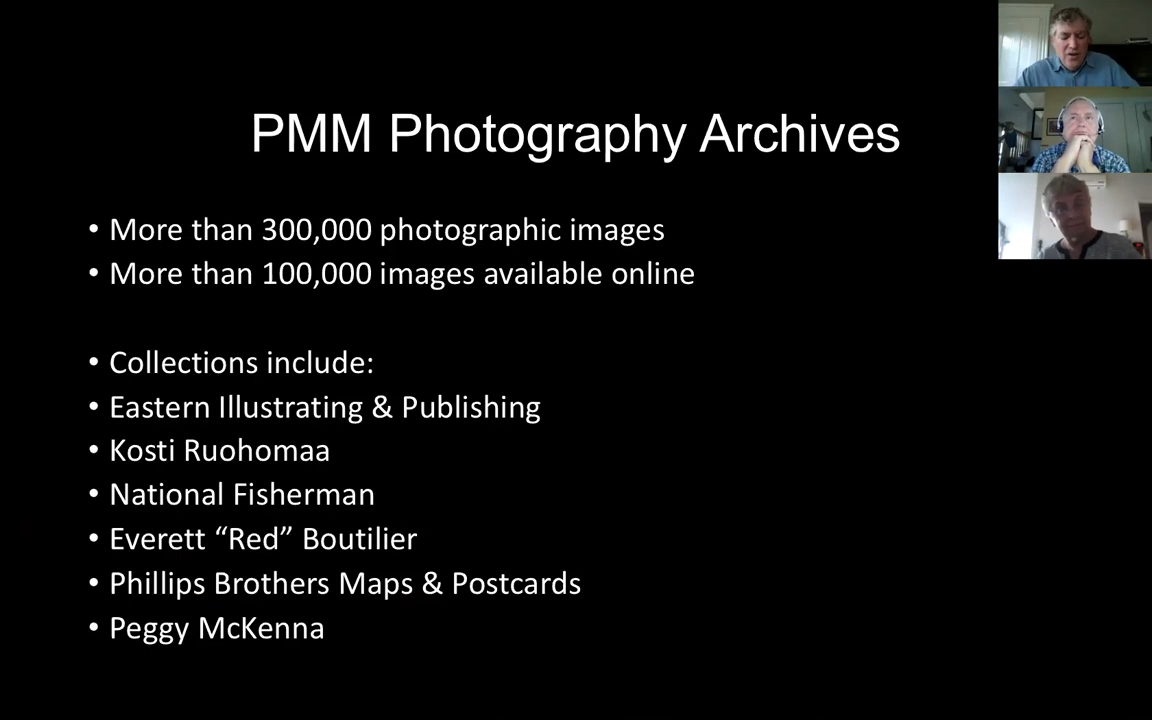 PMM Photography Archives
• More than 300,000 photographic images
• More than 100,000 images available online
• Collections include:
• Eastern Illustrating & Publishing
• Kosti Ruohomaa
• National Fisherman
• Everett “Red” Boutilier
• Phillips Brothers Maps & Postcards
• Peggy McKenna